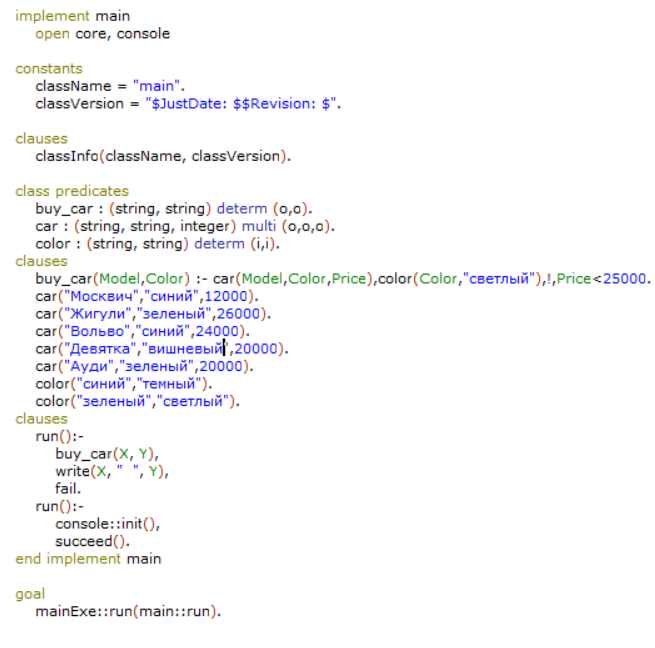 implement main
open core, console
constants
className = "main".
classVersion = "$JustDate: $$Revision: $".
clauses
classInfo(className, classVersion).
class predicates
buy_car : (string, string) determ (o,o).
car : (string, string, integer) multi (o,o,o).
color : (string, string) determ (i,i).
clauses
buy_car(Model,Color) :- car(Model,Color,Price),color(Color,"светлый"),!,Price<25000.
car("Москвич","синий",12000).
car("Жигули","зеленый",26000).
car("Вольво","синий",24000).
car("Девятка","вишневый",20000).
car("Ауди","зеленый",20000).
color("синий","темный").
color("зеленый","светлый").
clauses
run():-
buy_car(X, Y),
write(X, "  ", Y),
fail.
run():-
console::init(),
succeed().
end implement main
goal
mainExe::run(main::run).